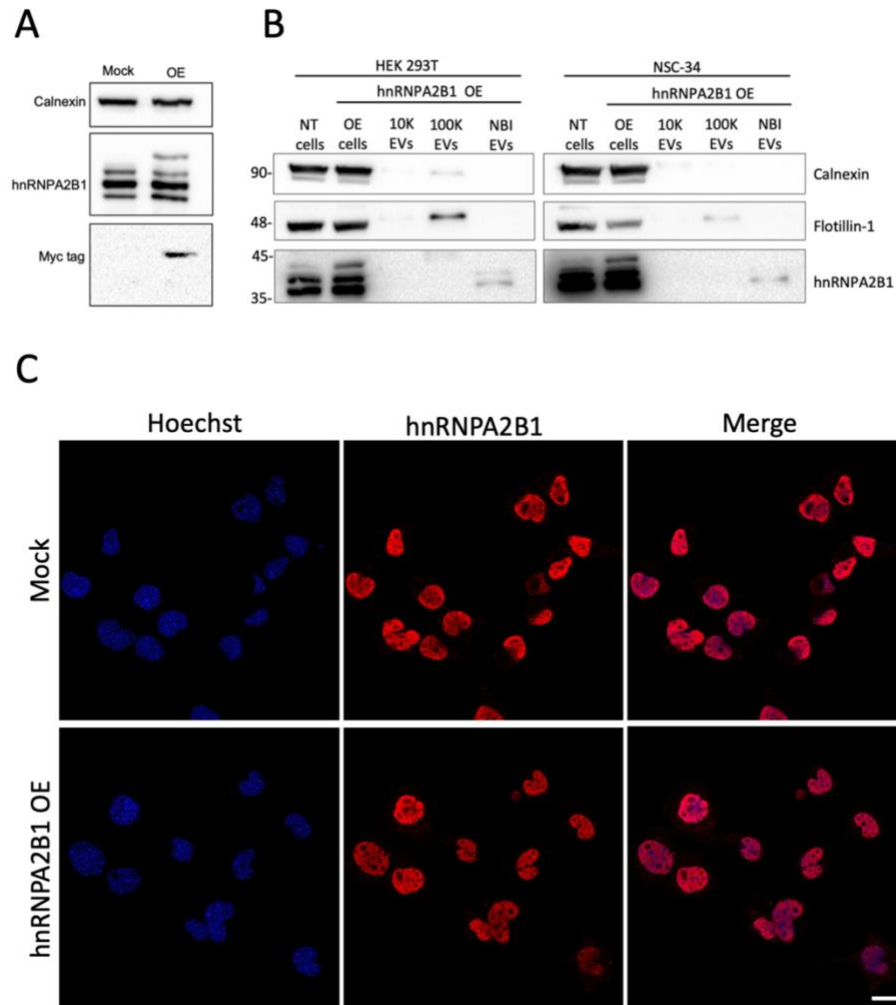 A
Mock OE
Calnexin
hnRNPA2B1
Myc tag
B
HEK 293T NSC-34
hnRNPA2B1 OE hnRNPA2B1 OE
NT OE 10K 100K NBI NT OE 10K 100K NBI
cells cells EVs EVs EVs cells cells EVs EVs EVs
90- Calnexin
48- Flotillin-1
45-
hnRNPA2B1
35-
C
Hoechst hnRNPA2B1 Merge
Mock
hnRNPA2B1 OE